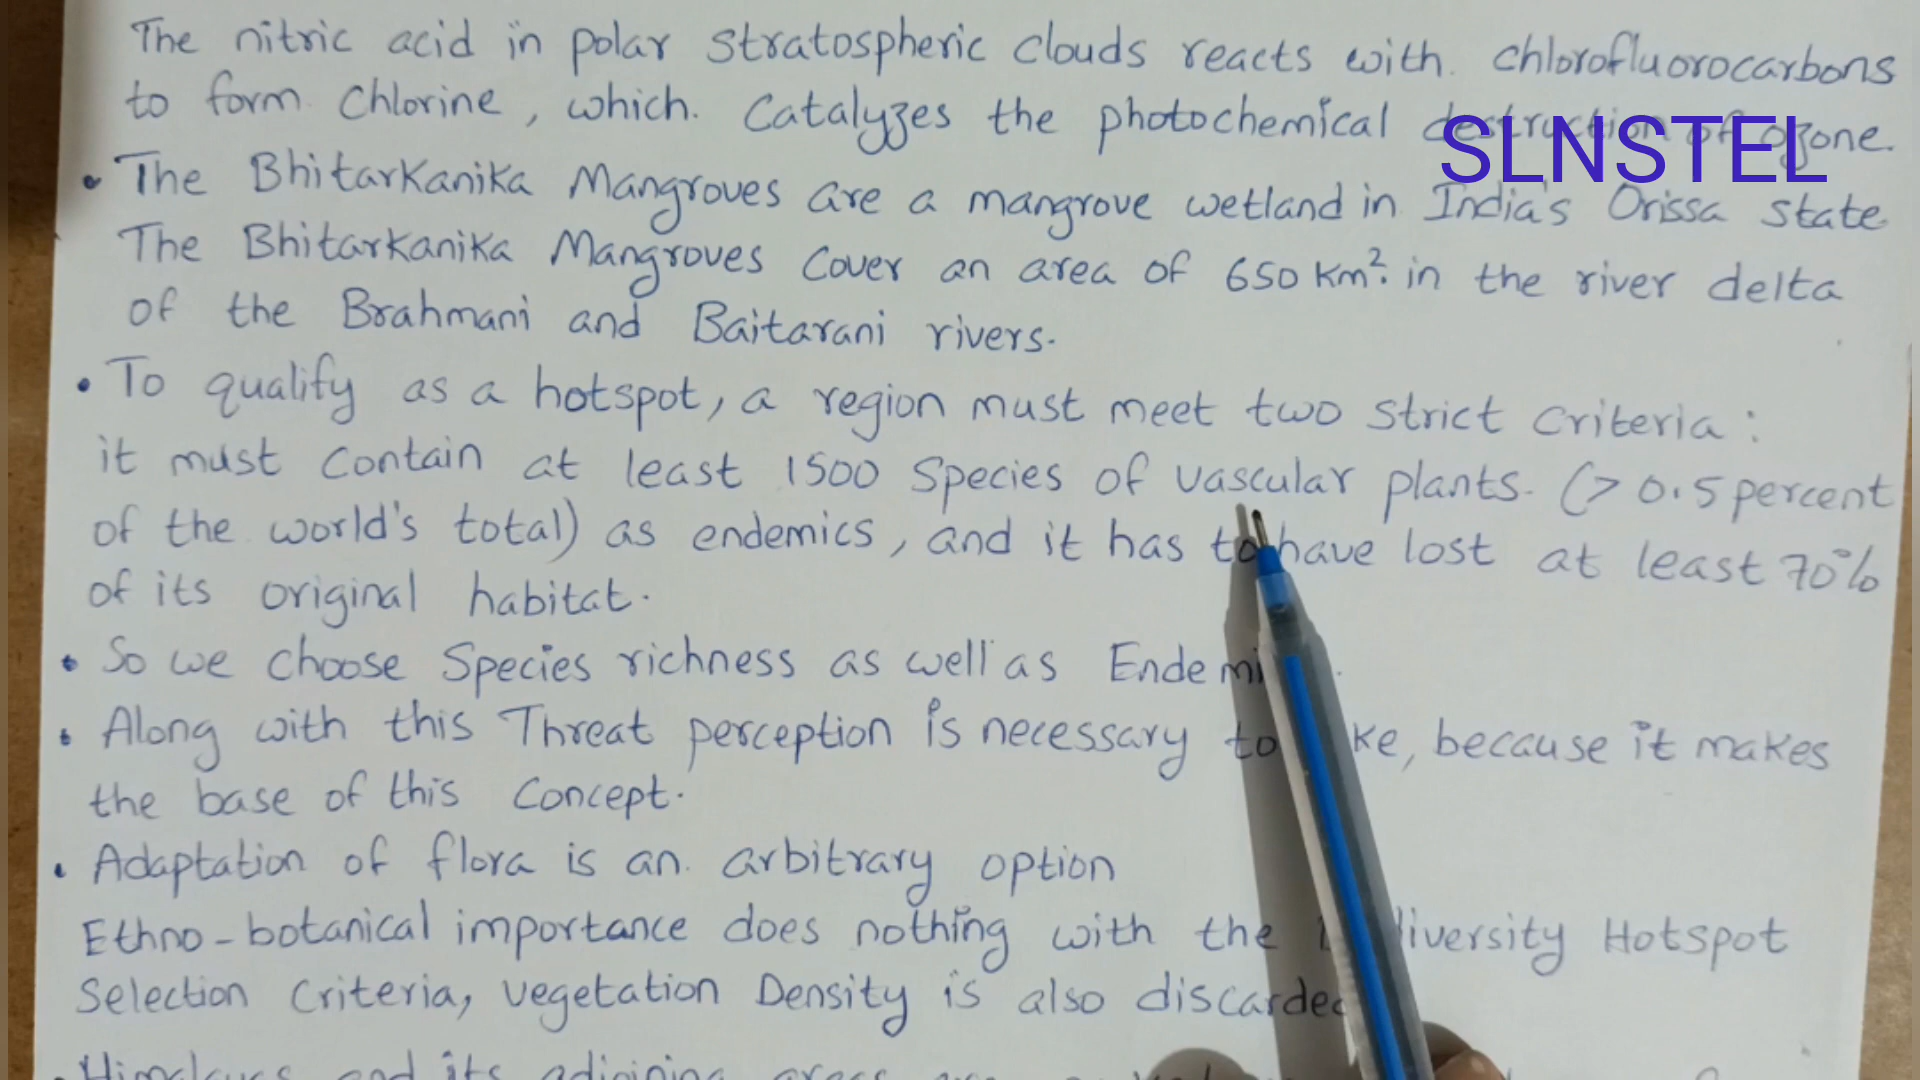 The nitric acid in polar stratospheric clouds reacts with chlorofluorocarbons
to form chlorine, which. Catalyzes the photochemical destruction of ozone.
SLNSTEL
• The Bhitarkanika Mangroves are a mangrove wetland in India's Orissa state
The Bhitarkanika Mangroves cover an area of 650 km². in the river delta
of the Brahmani and Baitarani rivers.
• To qualify as a hotspot, a region must meet two strict criteria:
it must contain at least 1500 species of vascular plants. (> 0.5 percent
of the world's total) as endemics, and it has to have lost at least 70%
of its original habitat.
• So we choose Species richness as well as
• Along with this Threat perception is necessary to because it makes
the base of this concept.
• Adaptation of flora is an. arbitrary option
Ethno-botanical importance does nothing with the Hotspot
Selection Criteria, vegetation Density is also discarded
• and its